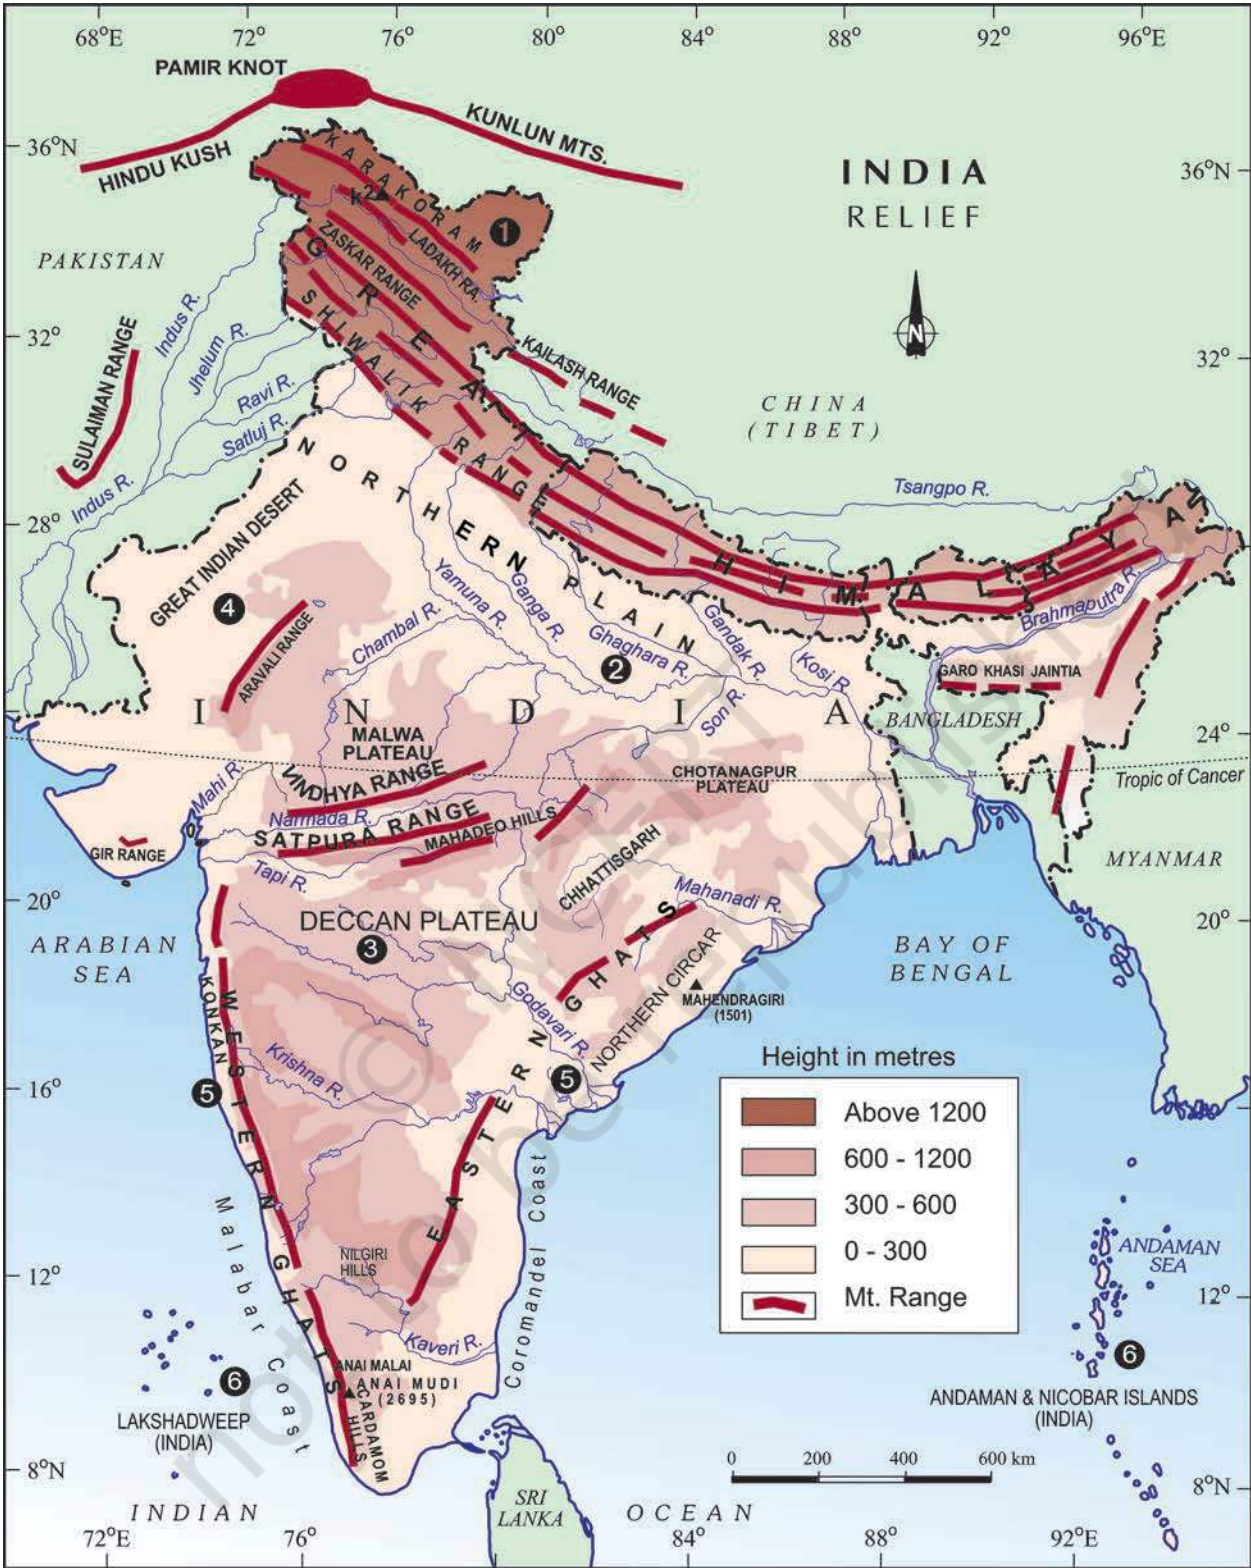 68°E 72° 76° 80° 84° 88° 92° 96°E
PAMIR KNOT
HINDU KUSH
KUNLUN MTS.
36°N
36°N
INDIA
RELIEF
KARAKORAM
K2
1
LADAKH RA.
ZASKAR RANGE
PAKISTAN
GREAT HIMALAYA
SHIWALIK RANGE
N
32°
32°
Indus R.
Jhelum R.
Ravi R.
Satluj R.
SULAIMAN RANGE
KAILASH RANGE
CHINA
(TIBET)
Indus R.
Tsangpo R.
28°
NORTHERN PLAIN
GREAT INDIAN DESERT
4
ARAVALI RANGE
Chambal R.
Yamuna R.
Ganga R.
Ghaghara R.
2
Gandak R.
Kosi R.
Son R.
Brahmaputra R.
GARO KHASI JAINTIA
BANGLADESH
INDIA
24°
Tropic of Cancer
MALWA
PLATEAU
VINDHYA RANGE
CHOTANAGPUR
PLATEAU
Mahi R.
Narmada R.
SATPURA RANGE
MAHADEO HILLS
GIR RANGE
Tapi R.
CHHATTISGARH
Mahanadi R.
MYANMAR
20°
20°
DECCAN PLATEAU
3
ARABIAN
SEA
BAY OF
BENGAL
EASTERN GHATS
NORTHERN CIRCAR
MAHENDRAGIRI
(1501)
Godavari R.
KONKAN
WESTERN GHATS
Krishna R.
16°
5
5
Height in metres
Above 1200
600 - 1200
300 - 600
0 - 300
Mt. Range
Malabar Coast
Coromandel Coast
NILGIRI
HILLS
ANDAMAN
SEA
12°
12°
Kaveri R.
ANAI MALAI
ANAI MUDI
(2695)
CARDAMOM
HILLS
6
LAKSHADWEEP
(INDIA)
6
ANDAMAN & NICOBAR ISLANDS
(INDIA)
0 200 400 600 km
8°N
8°N
SRI
LANKA
INDIAN OCEAN
72°E 76° 84° 88° 92°E
© NCERT
not to be republished